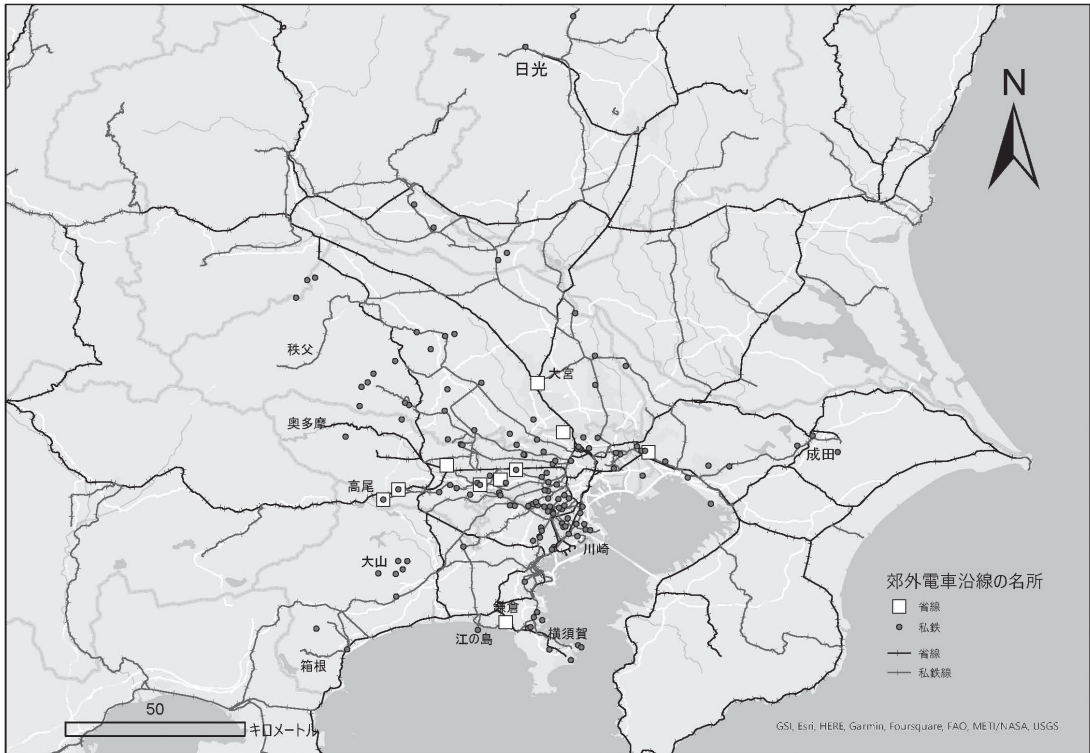 日光
N
秩父
大宮
奥多摩
成田
高尾
大山
川崎
鎌倉
江の島
横須賀
箱根
郊外電車沿線の名所
省線
私鉄
省線
私鉄線
50
キロメートル
GSI, Esri, HERE, Garmin, Foursquare, FAO, METI/NASA, USGS